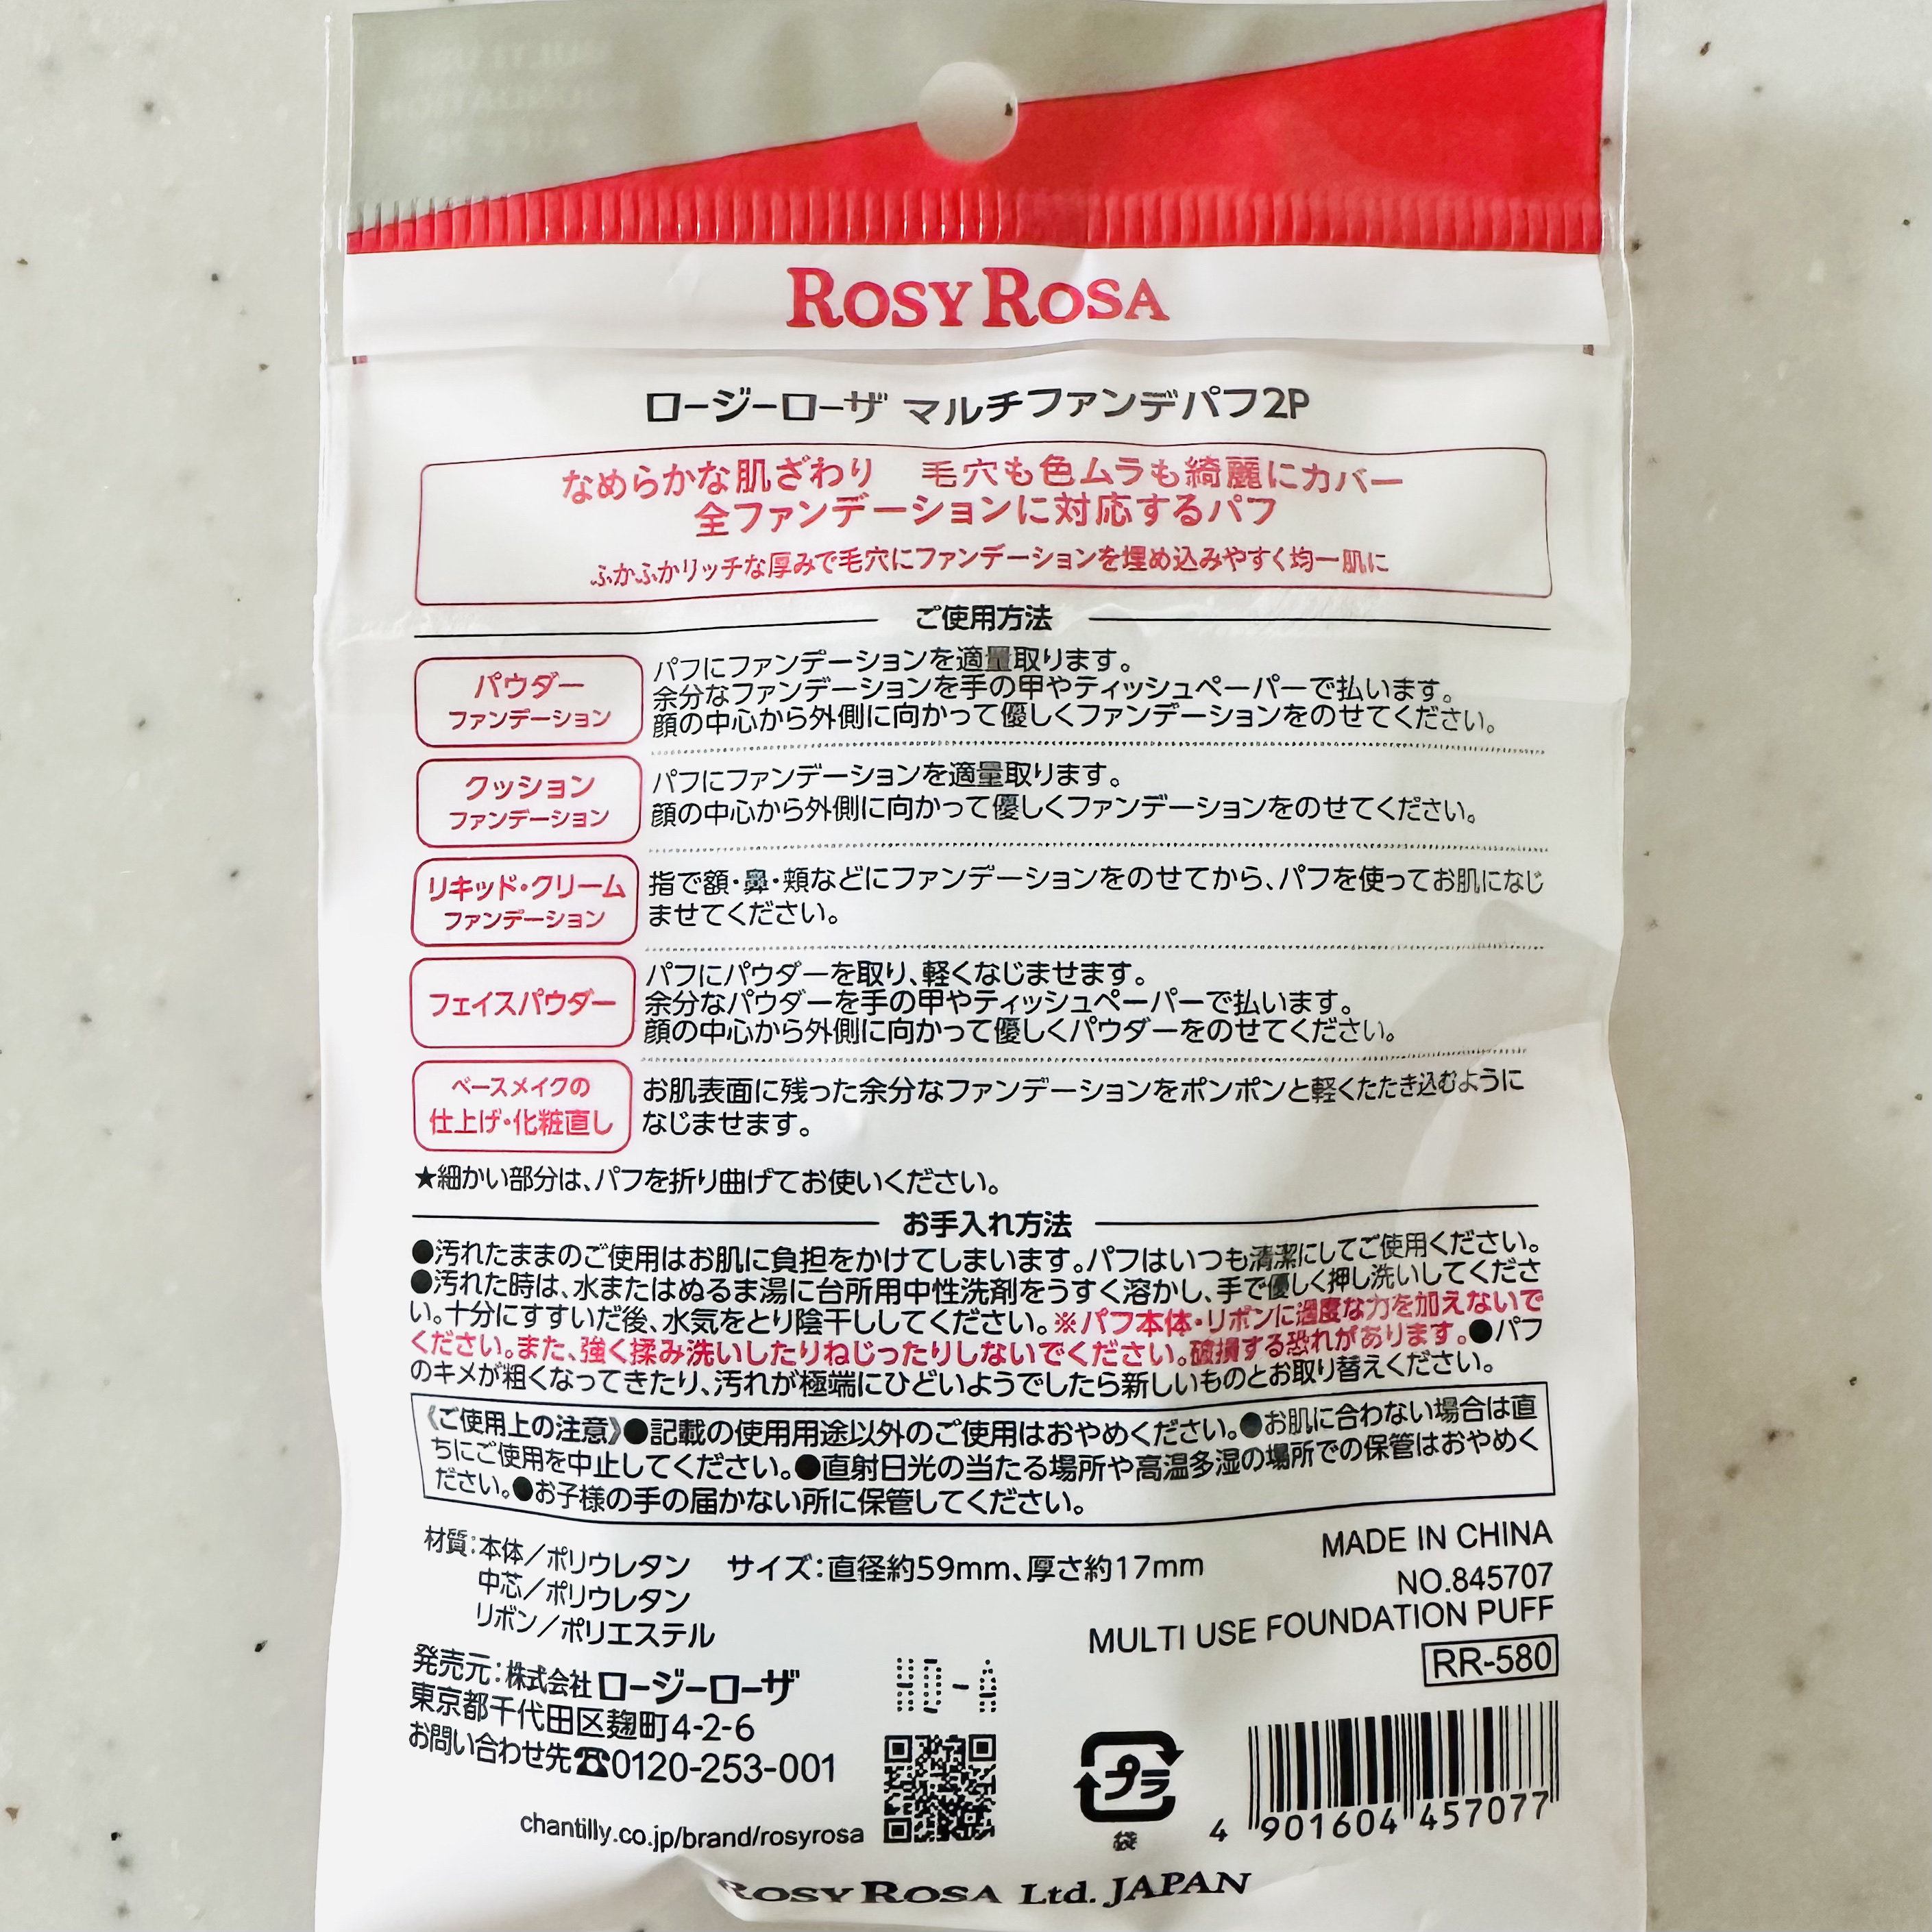 ROSY ROSA
ロージーローザ マルチファンデパフ2P
なめらかな肌ざわり 毛穴も色ムラも綺麗にカバー
全ファンデーションに対応するパフ
ふかふかリッチな厚みで毛穴にファンデーションを埋め込みやすく均一肌に
ご使用方法
パウダー
ファンデーション
パフにファンデーションを適量取ります。
余分なファンデーションを手の甲やティッシュペーパーで払います。
顔の中心から外側に向かって優しくファンデーションをのせてください。
クッション
ファンデーション
パフにファンデーションを適量取ります。
顔の中心から外側に向かって優しくファンデーションをのせてください。
リキッド・クリーム
ファンデーション
指で額・鼻・頬などにファンデーションをのせてから、パフを使ってお肌になじ
ませてください。
フェイスパウダー
パフにパウダーを取り、軽くなじませます。
余分なパウダーを手の甲やティッシュペーパーで払います。
顔の中心から外側に向かって優しくパウダーをのせてください。
ベースメイクの
仕上げ・化粧直し
お肌表面に残った余分なファンデーションをポンポンと軽くたたき込むように
なじませます。
★細かい部分は、パフを折り曲げてお使いください。
お手入れ方法
●汚れたままのご使用はお肌に負担をかけてしまいます。パフはいつも清潔にしてご使用ください。
●汚れた時は、水またはぬるま湯に台所用中性洗剤をうすく溶かし、手で優しく押し洗いしてくださ
い。十分にすすいだ後、水気をとり陰干ししてください。※パフ本体・リボンに過度な力を加えないで
ください。また、強く揉み洗いしたりねじったりしないでください。破損する恐れがあります。●パフ
のキメが粗くなってきたり、汚れが極端にひどいようでしたら新しいものとお取り替えください。
《ご使用上の注意》●記載の使用用途以外のご使用はおやめください。●お肌に合わない場合は直
ちにご使用を中止してください。●直射日光の当たる場所や高温多湿の場所での保管はおやめく
ださい。●お子様の手の届かない所に保管してください。
材質:本体/ポリウレタン サイズ:直径約59mm、厚さ約17mm
中芯/ポリウレタン
リボン/ポリエステル
MADE IN CHINA
NO.845707
MULTI USE FOUNDATION PUFF
RR-580
発売元:株式会社ロージーローザ
東京都千代田区麹町4-2-6
お問い合わせ先☎0120-253-001
chantilly.co.jp/brand/rosyrosa
プラ
袋
4 901604 457077
ROSY ROSA Ltd. JAPAN